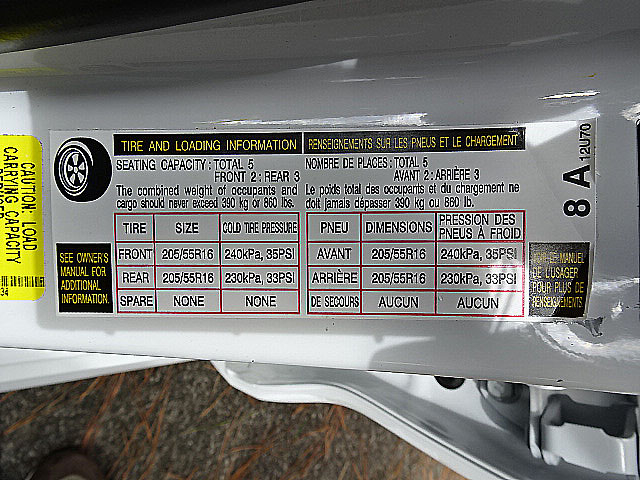 TIRE AND LOADING INFORMATION
SEATING CAPACITY : TOTAL 5
FRONT 2 : REAR 3
The combined weight of occupants and
cargo should never exceed 390 kg or 860 lbs.
TIRE SIZE COLD TIRE PRESSURE
FRONT 205/55R16 240kPa, 35PSI
REAR 205/55R16 230kPa, 33PSI
SPARE NONE NONE
SEE OWNER'S
MANUAL FOR
ADDITIONAL
INFORMATION.
RENSEIGNEMENTS SUR LES PNEUS ET LE CHARGEMENT
NOMBRE DE PLACES : TOTAL 5
AVANT 2 : ARRIÈRE 3
Le poids total des occupants et du chargement ne
doit jamais dépasser 390 kg ou 860 lb.
PNEU DIMENSIONS PRESSION DES
PNEUS À FROID
AVANT 205/55R16 240kPa, 35PSI
ARRIÈRE 205/55R16 230kPa, 33PSI
DE SECOURS AUCUN AUCUN
LE MANUEL
DE L'USAGER
POUR PLUS DE
RENSEIGNEMENTS
8 A 12U70
CAUTION: LOAD
CARRYING CAPACITY
34